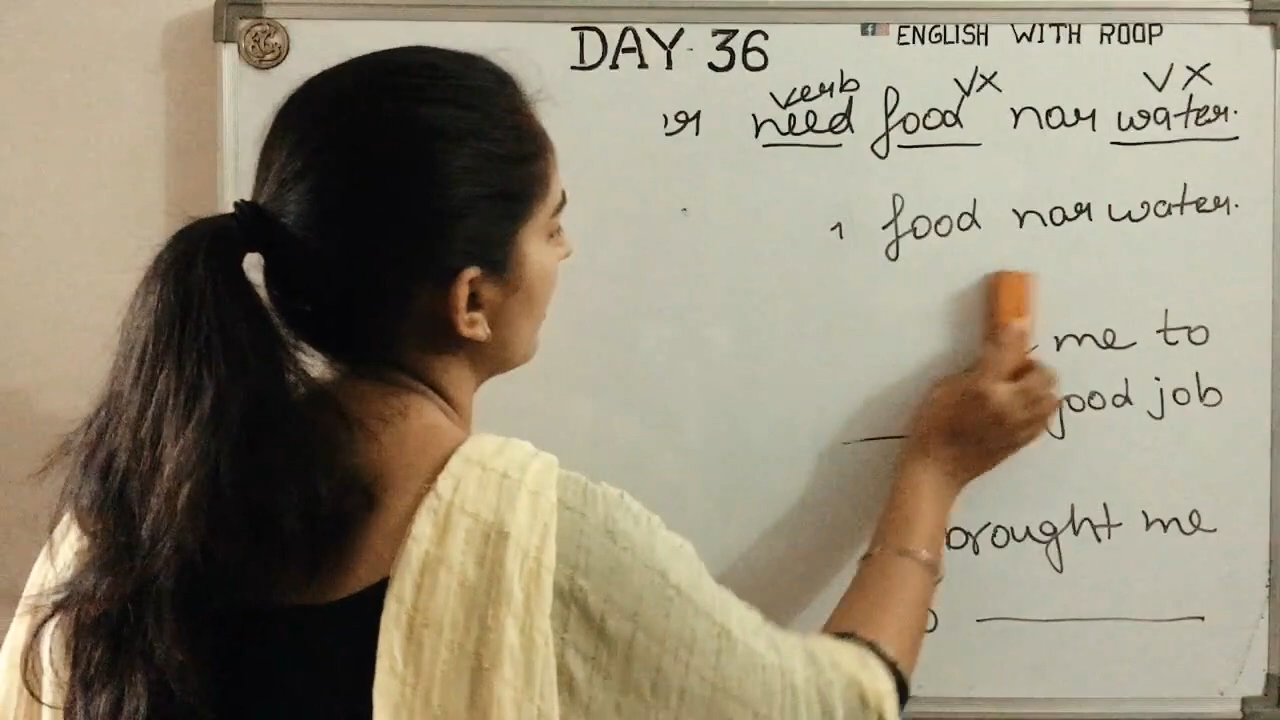 DAY 36
ENGLISH WITH ROOP
verb
need food nor water.
food nor water.
me to
good job
brought me